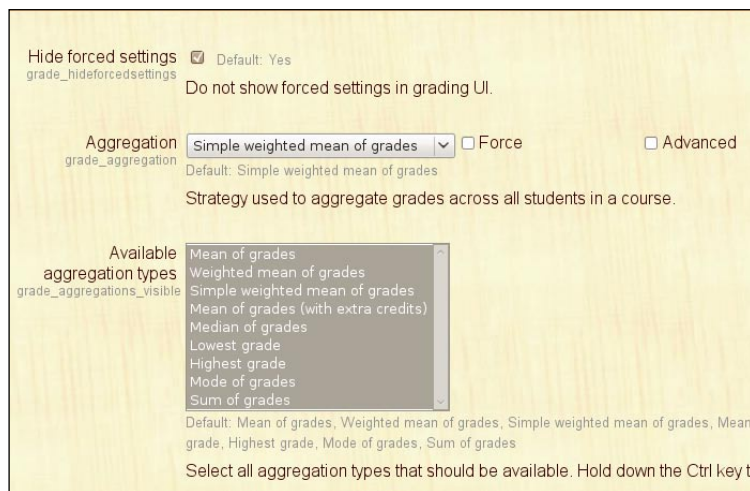 Hide forced settings Default: Yes
grade_hideforcedsettings
Do not show forced settings in grading UI.
Aggregation Simple weighted mean of grades Force Advanced
grade_aggregation
Default: Simple weighted mean of grades
Strategy used to aggregate grades across all students in a course.
Available
aggregation types
grade_aggregations_visible
Mean of grades
Weighted mean of grades
Simple weighted mean of grades
Mean of grades (with extra credits)
Median of grades
Lowest grade
Highest grade
Mode of grades
Sum of grades
Default: Mean of grades, Weighted mean of grades, Simple weighted mean of grades, Mean
grade, Highest grade, Mode of grades, Sum of grades
Select all aggregation types that should be available. Hold down the Ctrl key t